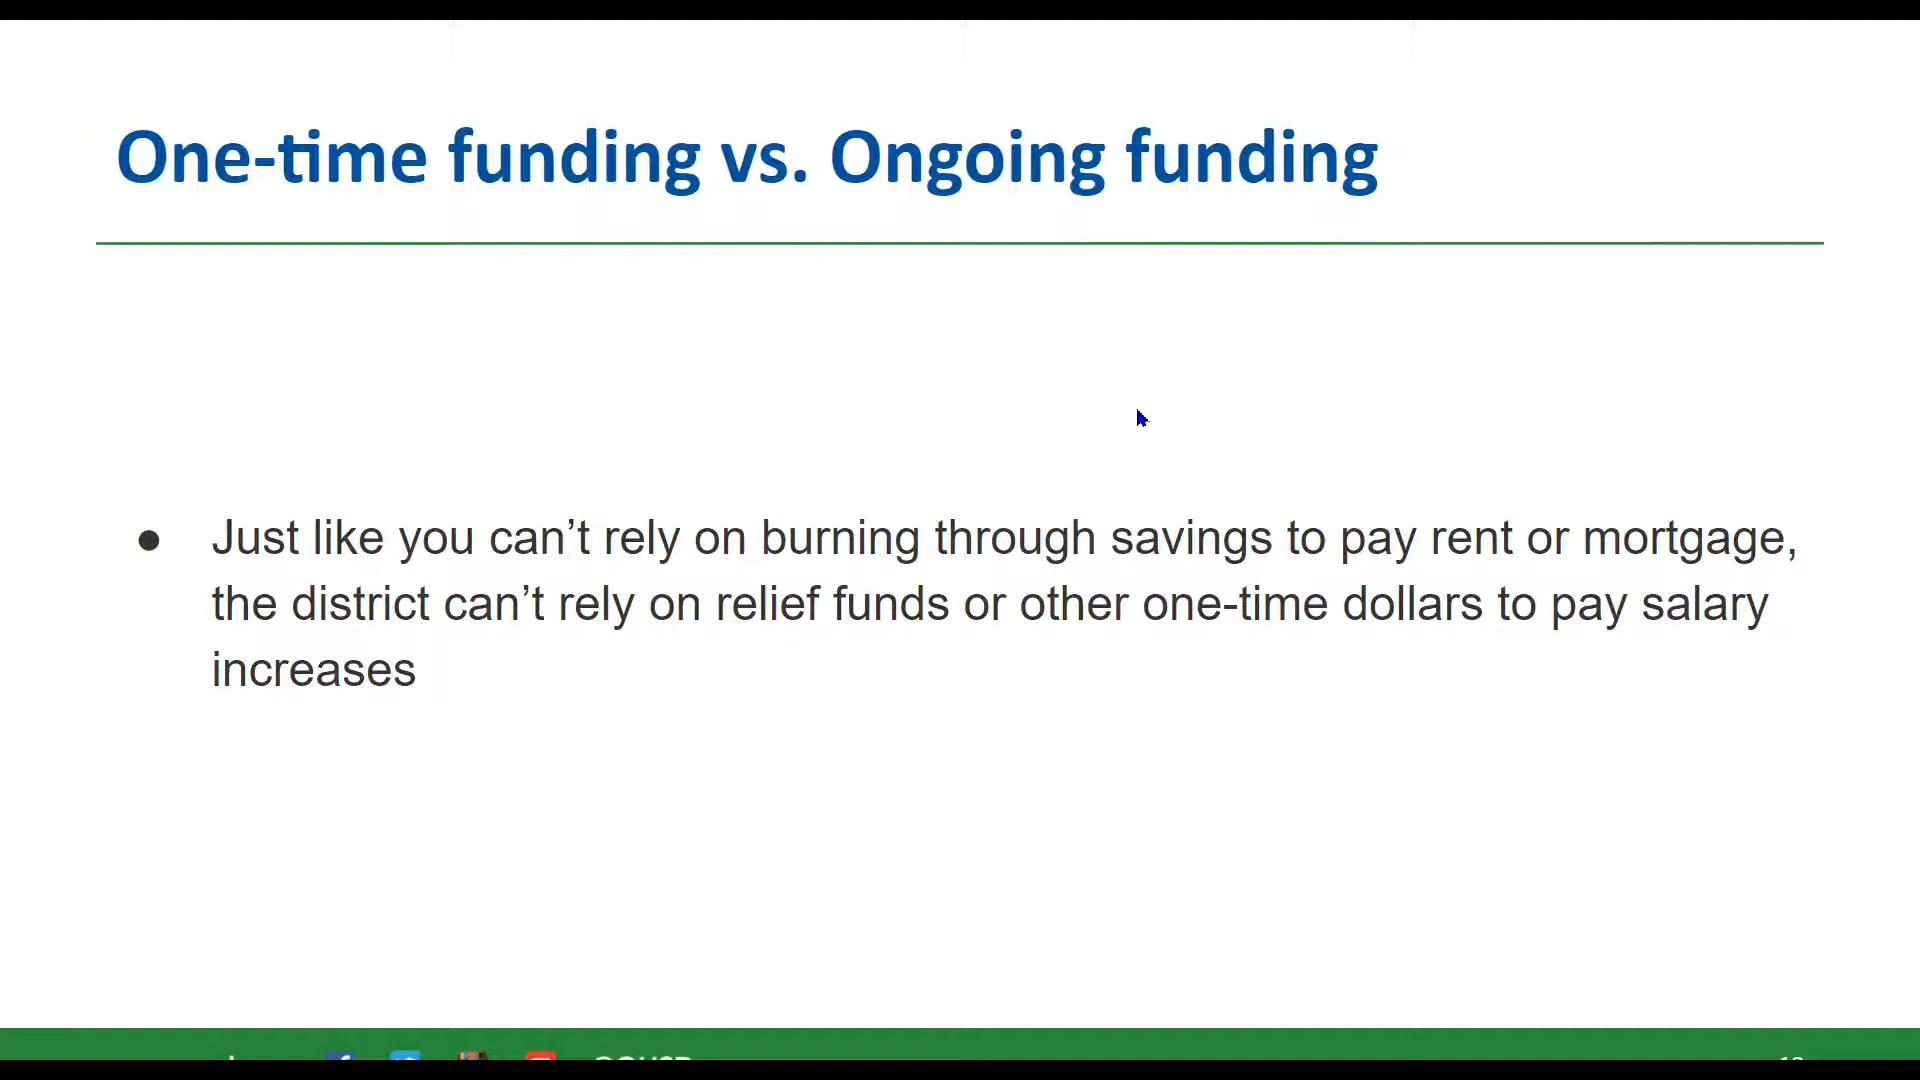 One-time funding vs. Ongoing funding
● Just like you can’t rely on burning through savings to pay rent or mortgage,
the district can’t rely on relief funds or other one-time dollars to pay salary
increases